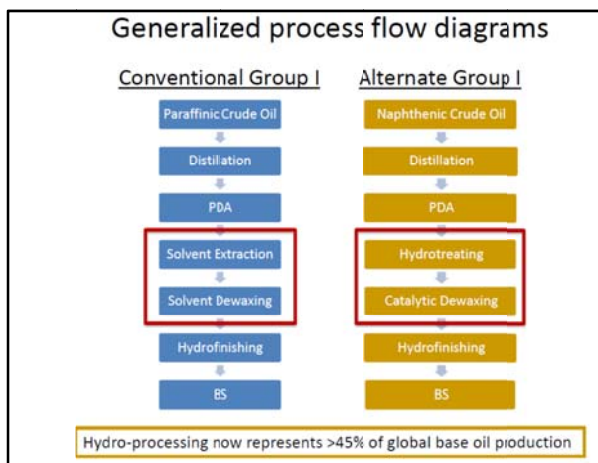 Generalized process flow diagrams
Conventional Group I
Paraffinic Crude Oil
Distillation
PDA
Solvent Extraction
Solvent Dewaxing
Hydrofinishing
BS
Alternate Group I
Naphthenic Crude Oil
Distillation
PDA
Hydrotreating
Catalytic Dewaxing
Hydrofinishing
BS
Hydro-processing now represents >45% of global base oil production